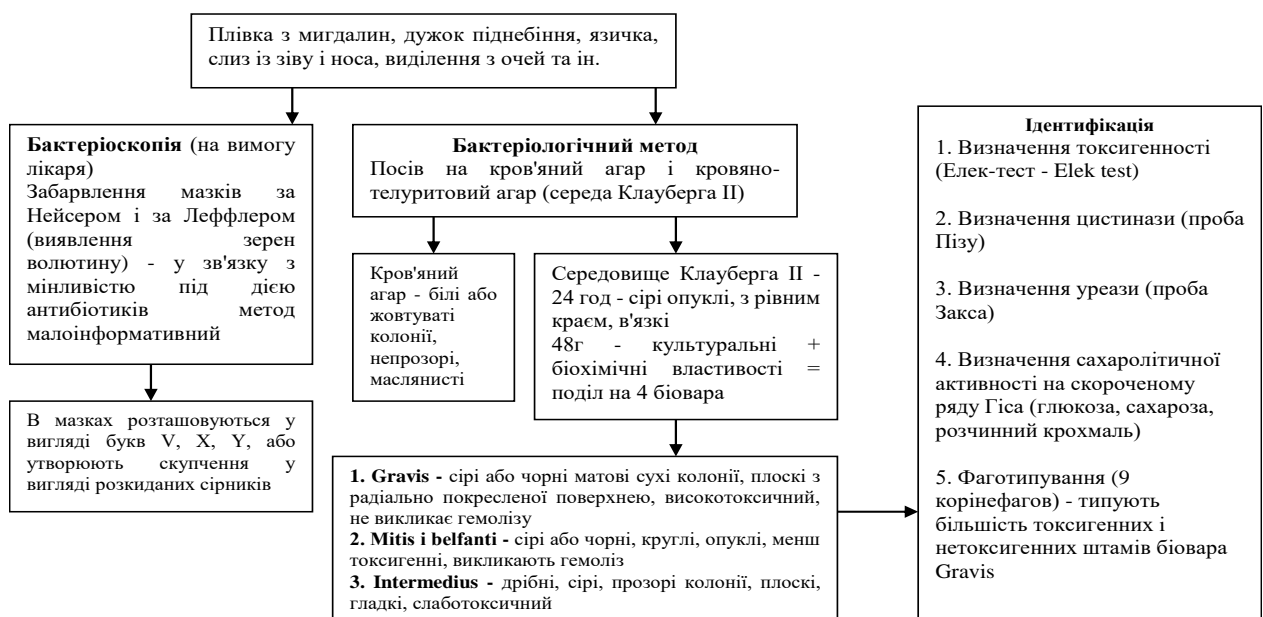 Плівка з мигдалин, дужок піднебіння, язичка,
слиз із зіву і носа, виділення з очей та ін.
Бактеріоскопія (на вимогу
лікаря)
Забарвлення мазків за
Нейсером і за Леффлером
(виявлення зерен
волютину) - у зв'язку з
мінливістю під дією
антибіотиків метод
малоінформативний
В мазках розташовуються у
вигляді букв V, X, Y, або
утворюють скупчення у
вигляді розкиданих сірників
Бактеріологічний метод
Посів на кров'яний агар і кровяно-
телуритовий агар (середа Клауберга II)
Кров'яний
агар - білі або
жовтуваті
колонії,
непрозорі,
маслянисті
Середовище Клауберга II -
24 год - сірі опуклі, з рівним
краєм, в'язкі
48г - культуральні +
біохімічні властивості =
поділ на 4 біовара
1. Gravis - сірі або чорні матові сухі колонії, плоскі з
радіально покресленої поверхнею, високотоксичний,
не викликає гемолізу
2. Mitis і belfanti - сірі або чорні, круглі, опуклі, менш
токсигенні, викликають гемоліз
3. Intermedius - дрібні, сірі, прозорі колонії, плоскі,
гладкі, слаботоксичний
Ідентифікація
1. Визначення токсигенності
(Елек-тест - Elek test)
2. Визначення цистинази (проба
Пізу)
3. Визначення уреази (проба
Закса)
4. Визначення сахаролітичної
активності на скороченому
ряду Гіса (глюкоза, сахароза,
розчинний крохмаль)
5. Фаготипування (9
корінефагов) - типують
більшість токсигенних і
нетоксигенних штамів біовара
Gravis